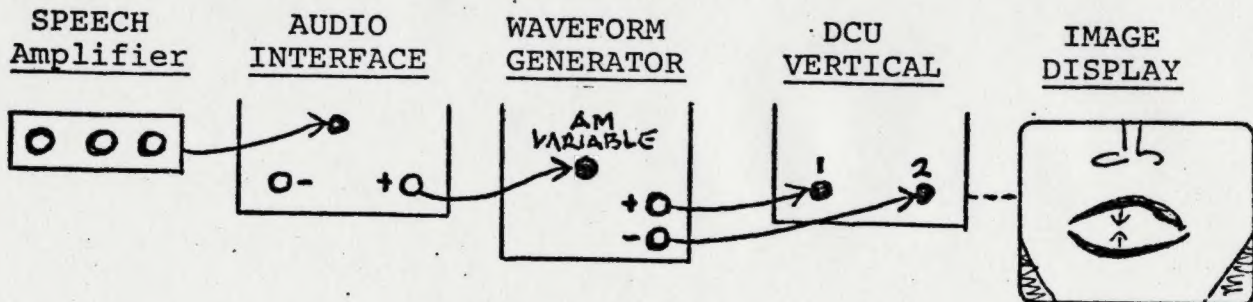 SPEECH
Amplifier
AUDIO
INTERFACE
WAVEFORM
GENERATOR
DCU
VERTICAL
IMAGE
DISPLAY
AM
VARIABLE
- +
+
-
1 2